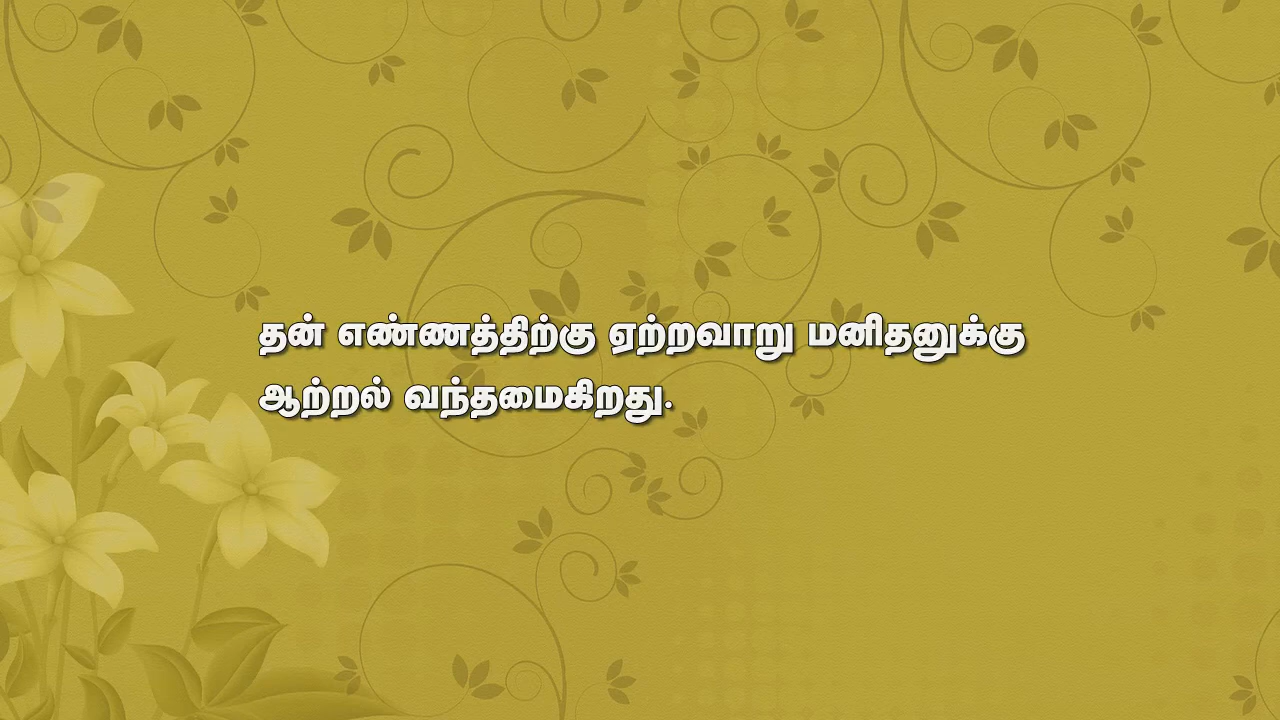 தன் எண்ணத்திற்கு ஏற்றவாறு மனிதனுக்கு
ஆற்றல் வந்தமைகிறது.